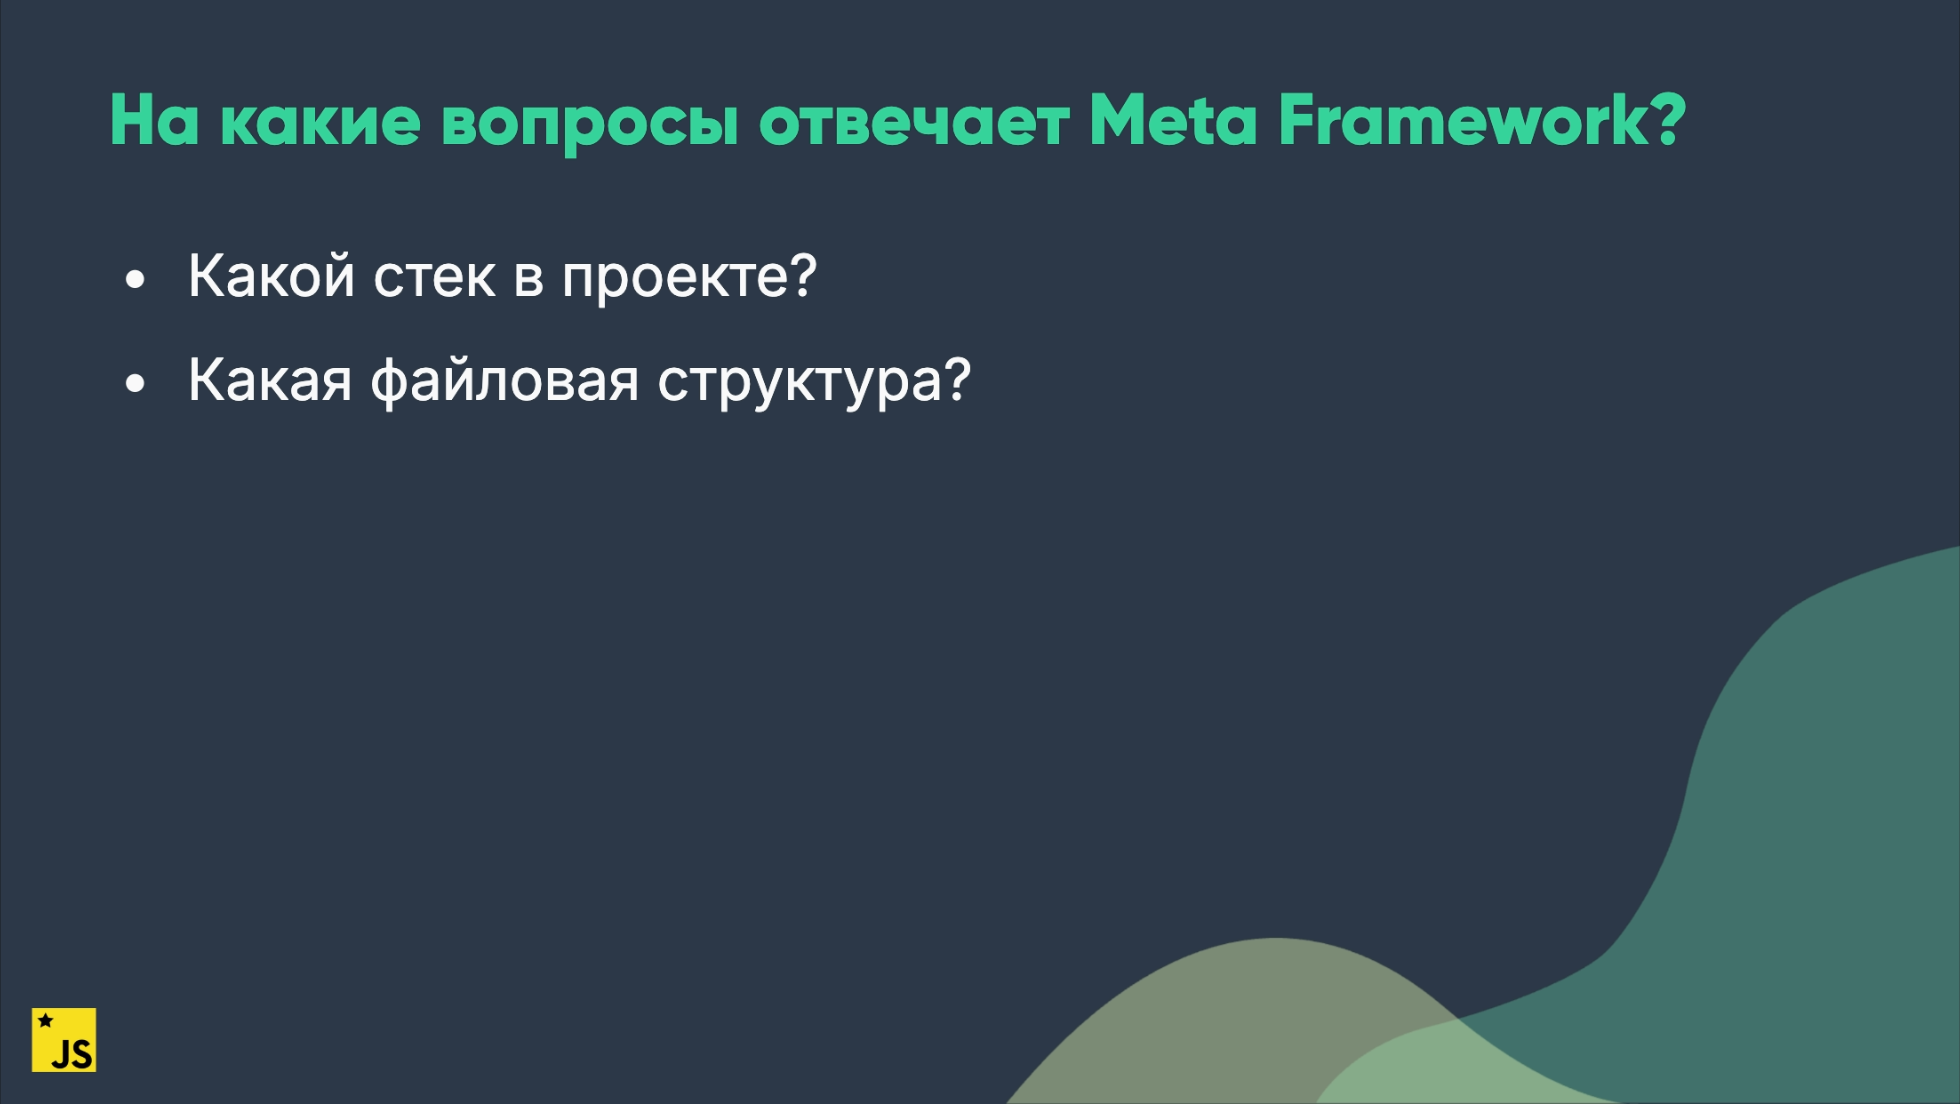 На какие вопросы отвечает Meta Framework?
• Какой стек в проекте?
• Какая файловая структура?
JS